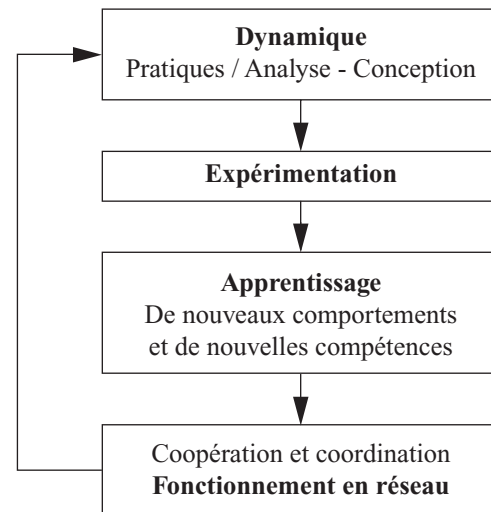 Dynamique
Pratiques / Analyse - Conception
Expérimentation
Apprentissage
De nouveaux comportements
et de nouvelles compétences
Coopération et coordination
Fonctionnement en réseau